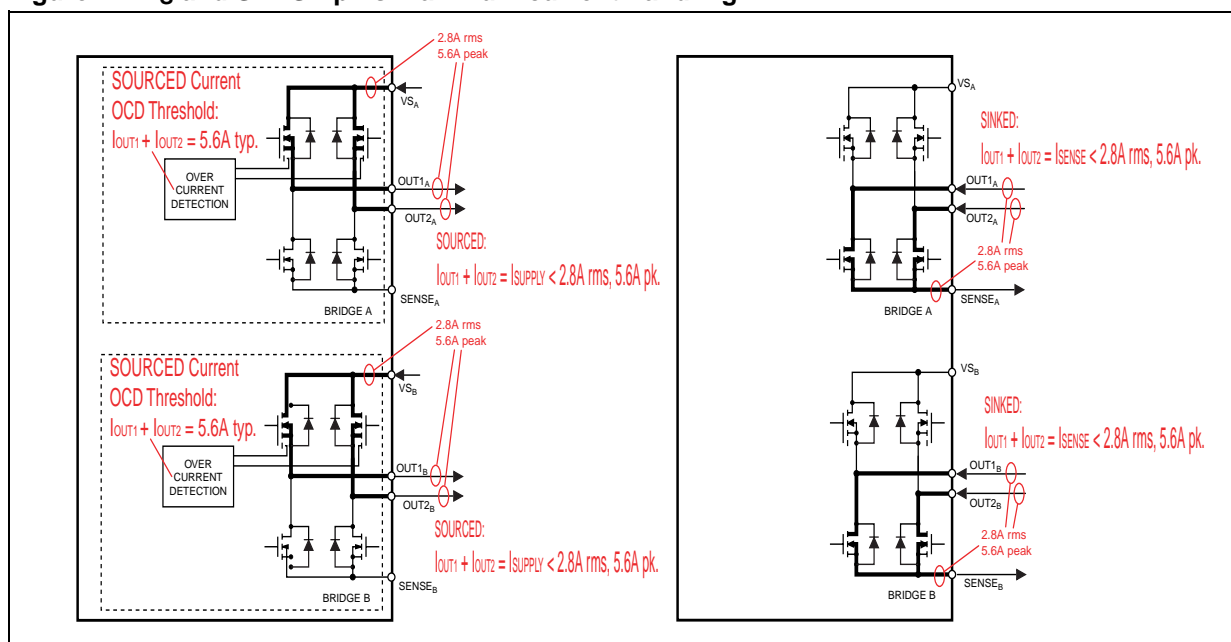 2.8A rms
5.6A peak
SOURCED Current
OCD Threshold:
IOUT1 + IOUT2 = 5.6A typ.
VSA
OVER
CURRENT
DETECTION
OUT1A
OUT2A
SOURCED:
IOUT1 + IOUT2 = ISUPPLY < 2.8A rms, 5.6A pk.
SENSEA
BRIDGE A
2.8A rms
5.6A peak
SOURCED Current
OCD Threshold:
IOUT1 + IOUT2 = 5.6A typ.
VSB
OVER
CURRENT
DETECTION
OUT1B
OUT2B
SOURCED:
IOUT1 + IOUT2 = ISUPPLY < 2.8A rms, 5.6A pk.
SENSEB
BRIDGE B
VSA
SINKED:
IOUT1 + IOUT2 = ISENSE < 2.8A rms, 5.6A pk.
OUT1A
OUT2A
2.8A rms
5.6A peak
SENSEA
BRIDGE A
VSB
SINKED:
IOUT1 + IOUT2 = ISENSE < 2.8A rms, 5.6A pk.
OUT1B
OUT2B
2.8A rms
5.6A peak
SENSEB
BRIDGE B